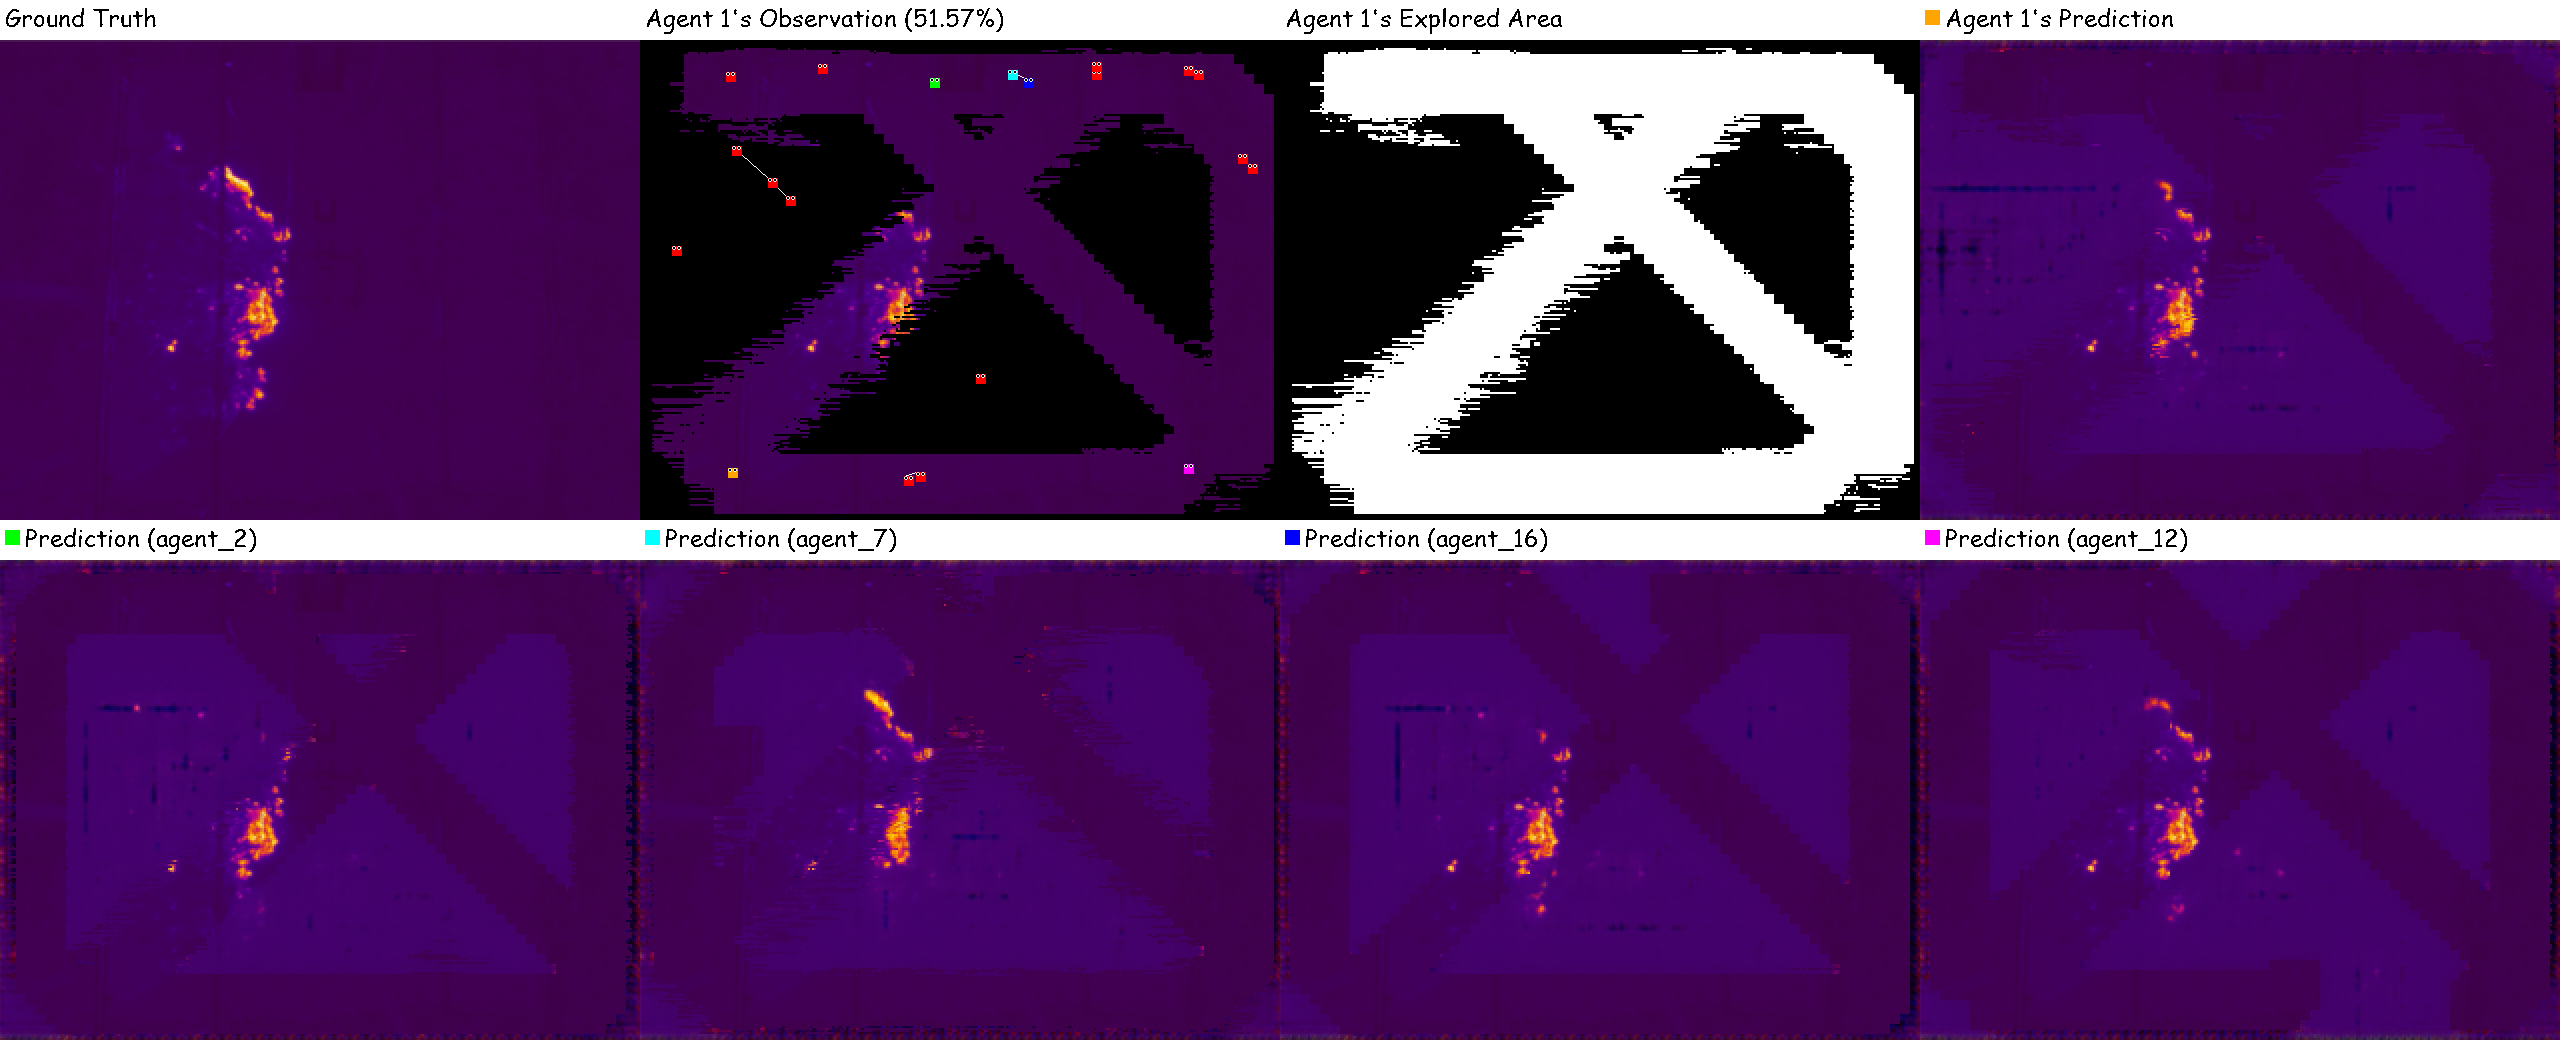 Ground Truth
Agent 1's Observation (51.57%)
Agent 1's Explored Area
Agent 1's Prediction
Prediction (agent_2)
Prediction (agent_7)
Prediction (agent_16)
Prediction (agent_12)